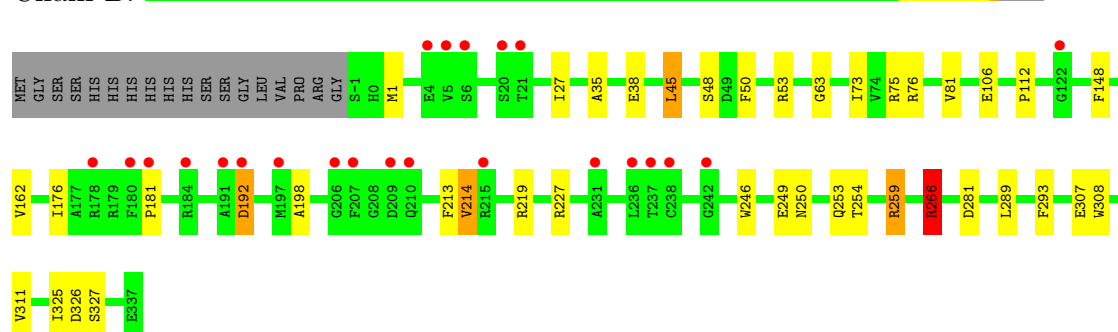 MET GLY SER SER HIS HIS HIS HIS HIS HIS SER SER GLY LEU VAL PRO ARG GLY S-1 H0 M1 E4 V5 S6 S20 T21 I27 A35 E38 L45 S48 D49 F50 R53 G63 I73 V74 R75 R76 V81 E106 P112 G122 F148
V162 I176 A177 R178 R179 F180 P181 R184 A191 D192 M197 A198 G206 F207 G208 D209 Q210 F213 V214 R215 R219 R227 A231 L236 T237 C238 G242 W246 E249 N250 Q253 T254 R259 R266 D281 L289 F293 E307 W308
V311 I325 D326 S327 E337